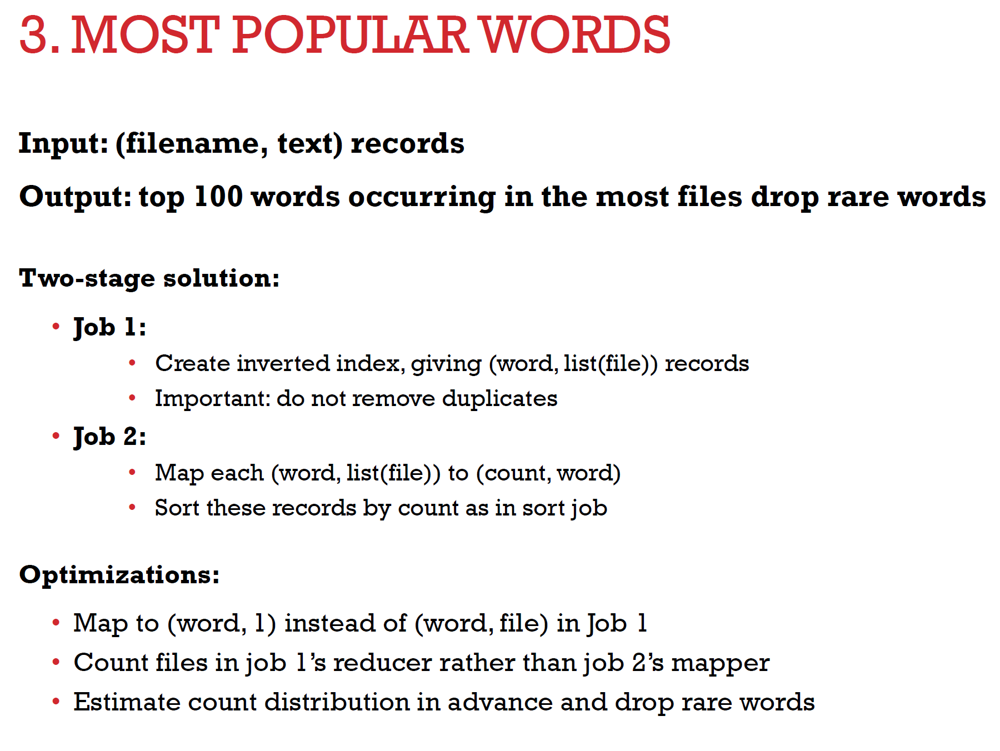 3. MOST POPULAR WORDS
Input: (filename, text) records
Output: top 100 words occurring in the most files drop rare words
Two-stage solution:
• Job 1:
• Create inverted index, giving (word, list(file)) records
• Important: do not remove duplicates
• Job 2:
• Map each (word, list(file)) to (count, word)
• Sort these records by count as in sort job
Optimizations:
• Map to (word, 1) instead of (word, file) in Job 1
• Count files in job 1’s reducer rather than job 2’s mapper
• Estimate count distribution in advance and drop rare words